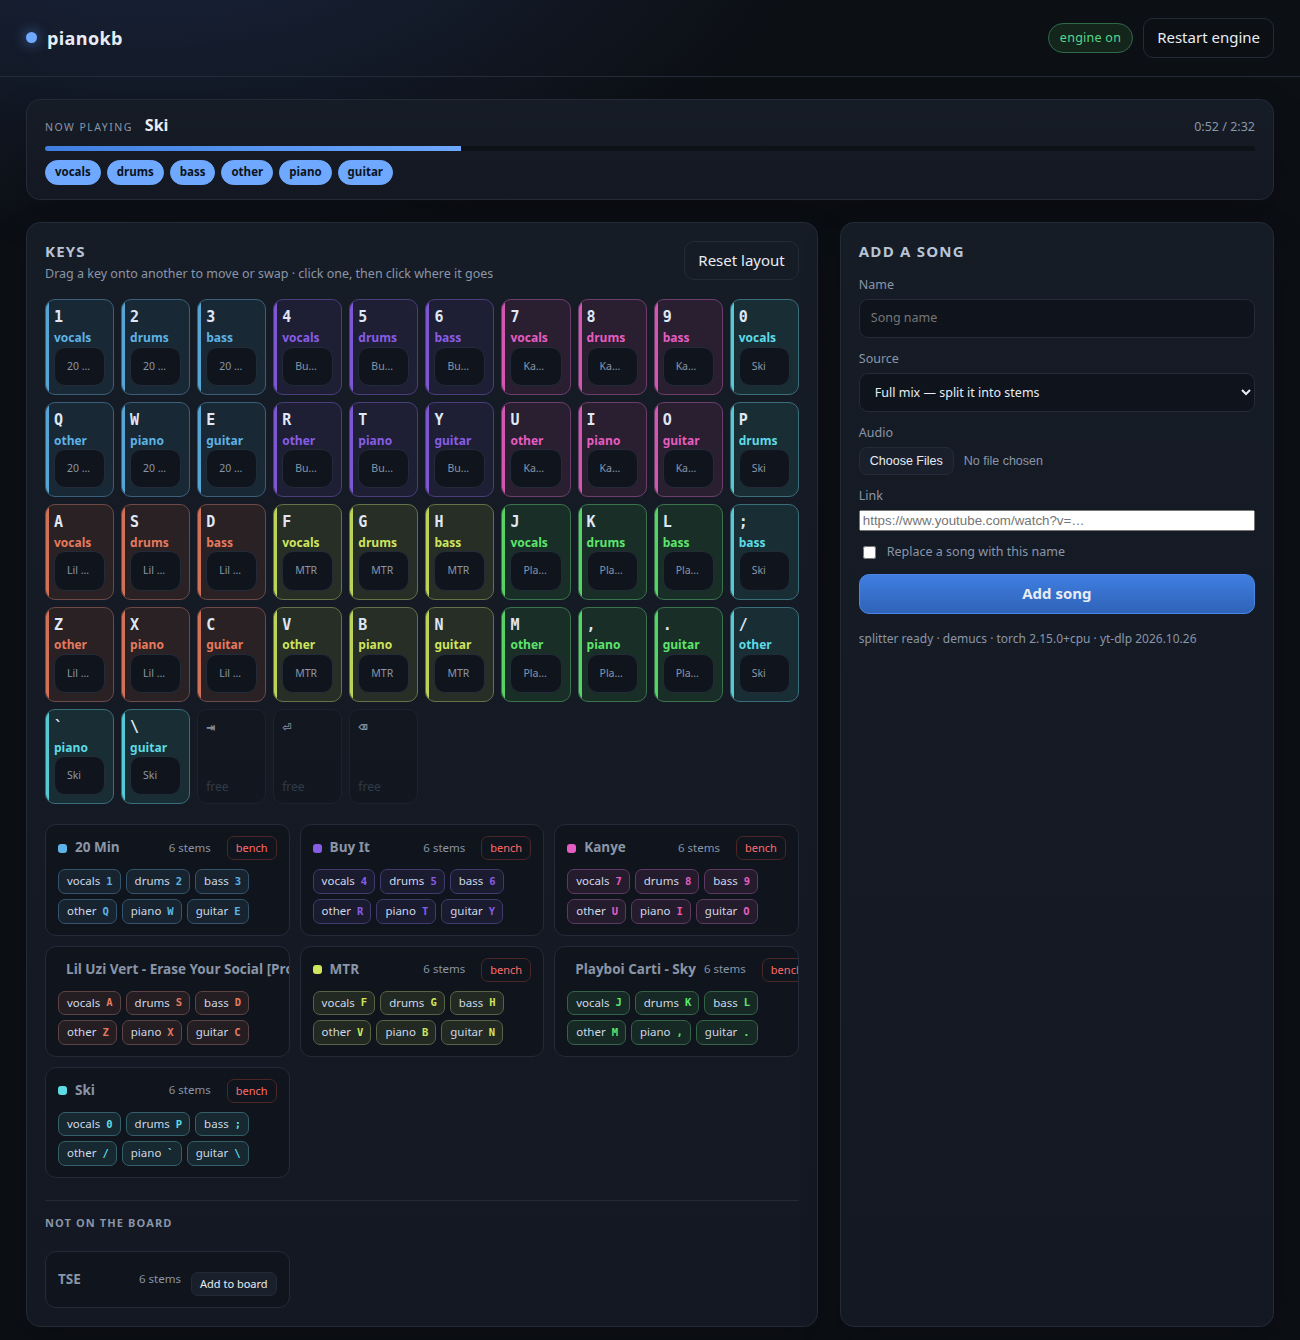 pianokb
engine on
Restart engine
NOW PLAYING Ski
0:52 / 2:32
vocals drums bass other piano guitar
KEYS
Drag a key onto another to move or swap · click one, then click where it goes
Reset layout
1 2 3 4 5 6 7 8 9 0
vocals drums bass vocals drums bass vocals drums bass vocals
20 ... 20 ... 20 ... Bu... Bu... Bu... Ka... Ka... Ka... Ski
Q W E R T Y U I O P
other piano guitar other piano guitar other piano guitar drums
20 ... 20 ... 20 ... Bu... Bu... Bu... Ka... Ka... Ka... Ski
A S D F G H J K L ;
vocals drums bass vocals drums bass vocals drums bass bass
Lil ... Lil ... Lil ... MTR MTR MTR Pla... Pla... Pla... Ski
Z X C V B N M , . /
other piano guitar other piano guitar other piano guitar other
Lil ... Lil ... Lil ... MTR MTR MTR Pla... Pla... Pla... Ski
` \ ⇥ ⏎ ⌫
piano guitar
Ski Ski free free free
20 Min 6 stems bench
vocals 1 drums 2 bass 3
other Q piano W guitar E
Buy It 6 stems bench
vocals 4 drums 5 bass 6
other R piano T guitar Y
Kanye 6 stems bench
vocals 7 drums 8 bass 9
other U piano I guitar O
Lil Uzi Vert - Erase Your Social [Pro
vocals A drums S bass D
other Z piano X guitar C
MTR 6 stems bench
vocals F drums G bass H
other V piano B guitar N
Playboi Carti - Sky 6 stems bench
vocals J drums K bass L
other M piano , guitar .
Ski 6 stems bench
vocals 0 drums P bass ;
other / piano ` guitar \
NOT ON THE BOARD
TSE 6 stems Add to board
ADD A SONG
Name
Song name
Source
Full mix — split it into stems
Audio
Choose Files No file chosen
Link
https://www.youtube.com/watch?v=…
Replace a song with this name
Add song
splitter ready · demucs · torch 2.15.0+cpu · yt-dlp 2026.10.26